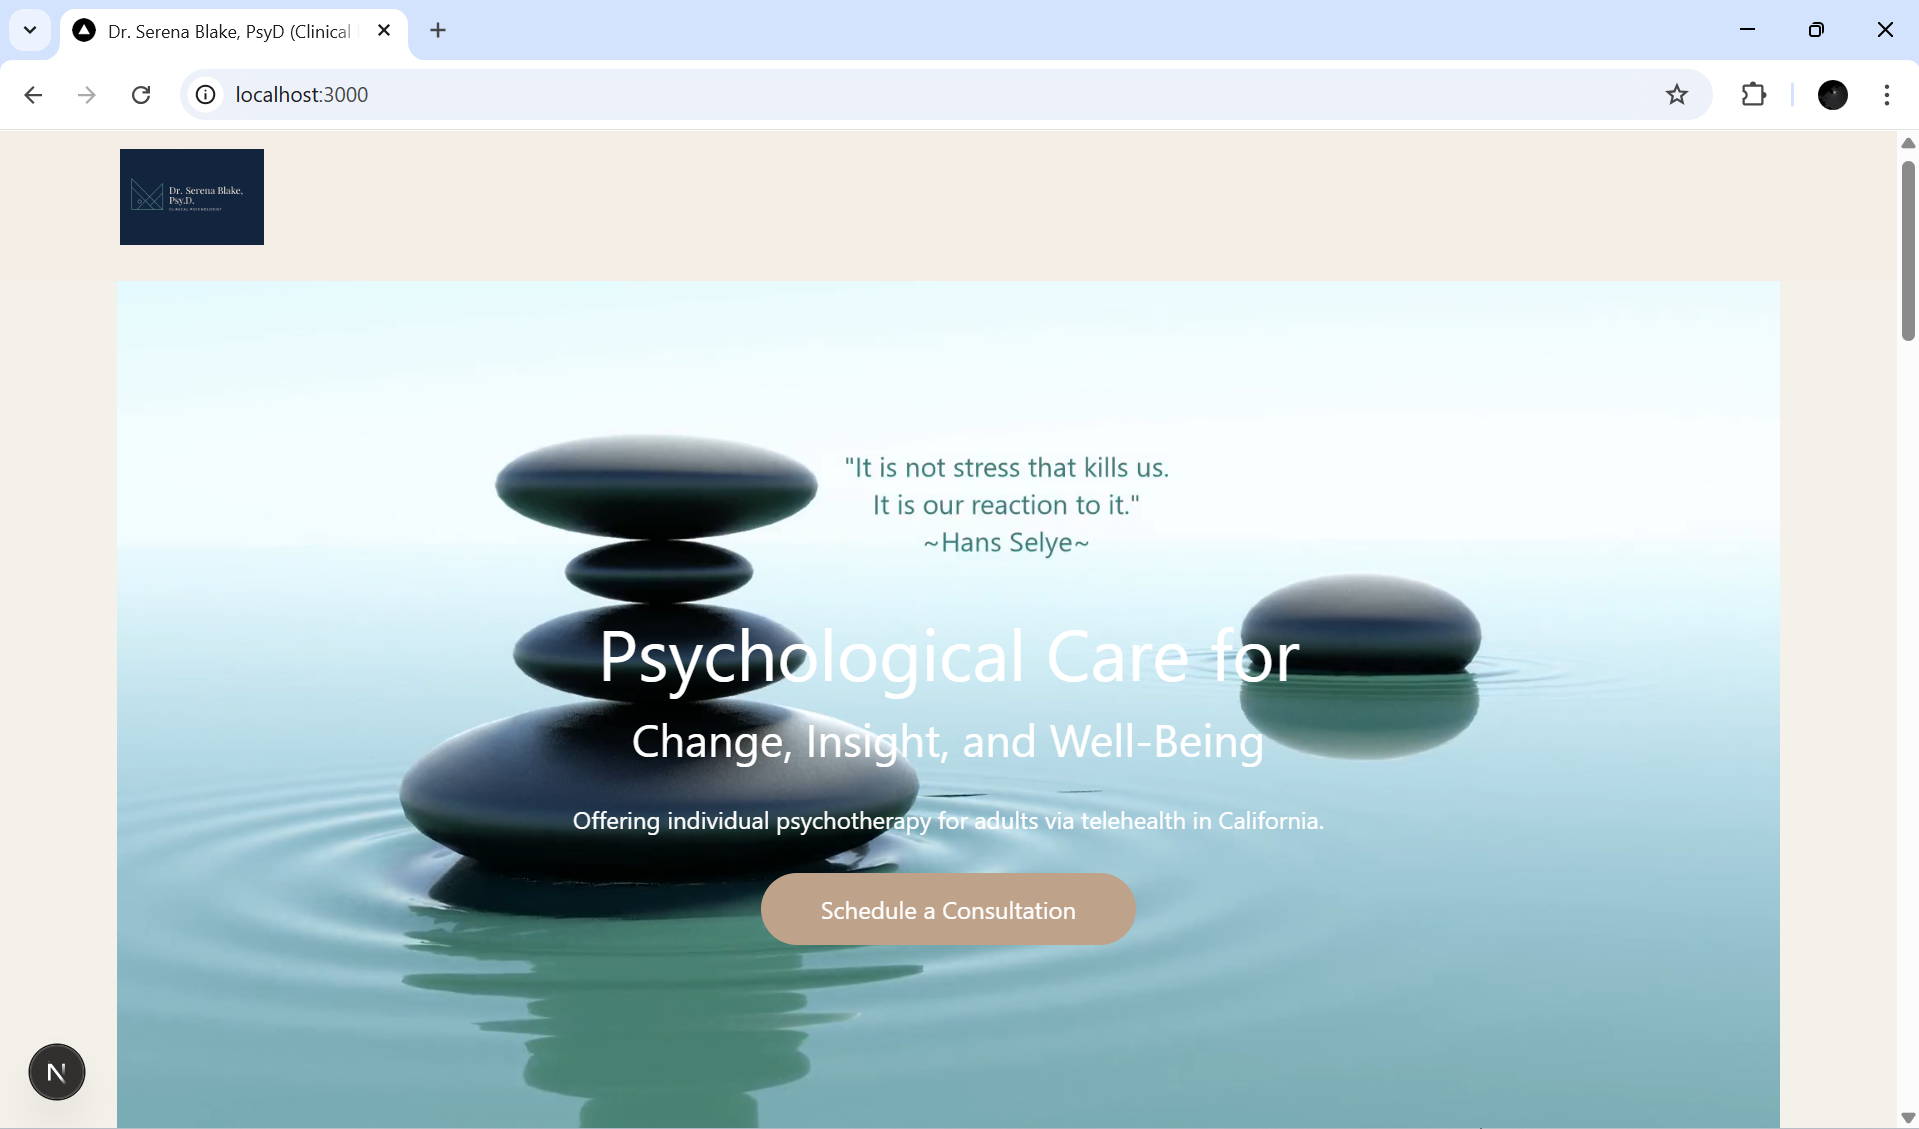 Dr. Serena Blake, PsyD (Clinical
localhost:3000
Dr. Serena Blake,
Psy.D.
CLINICAL PSYCHOLOGIST
"It is not stress that kills us.
It is our reaction to it."
~Hans Selye~
Psychological Care for
Change, Insight, and Well-Being
Offering individual psychotherapy for adults via telehealth in California.
Schedule a Consultation
N